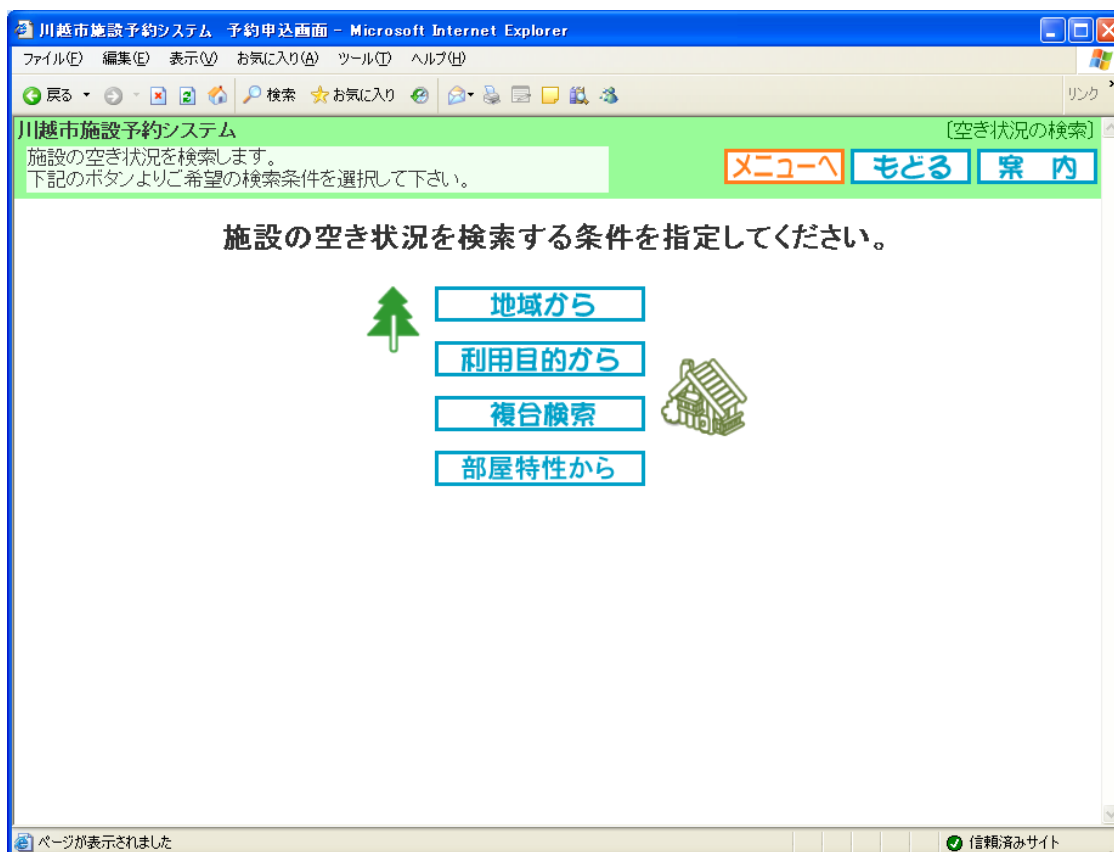 川越市施設予約システム 予約申込画面 - Microsoft Internet Explorer
ファイル(F) 編集(E) 表示(V) お気に入り(A) ツール(T) ヘルプ(H)
戻る 検索 お気に入り リンク
川越市施設予約システム [空き状況の検索]
施設の空き状況を検索します。
下記のボタンよりご希望の検索条件を選択して下さい。
メニューへ もどる 案 内
施設の空き状況を検索する条件を指定してください。
地域から
利用目的から
複合検索
部屋特性から
ページが表示されました 信頼済みサイト